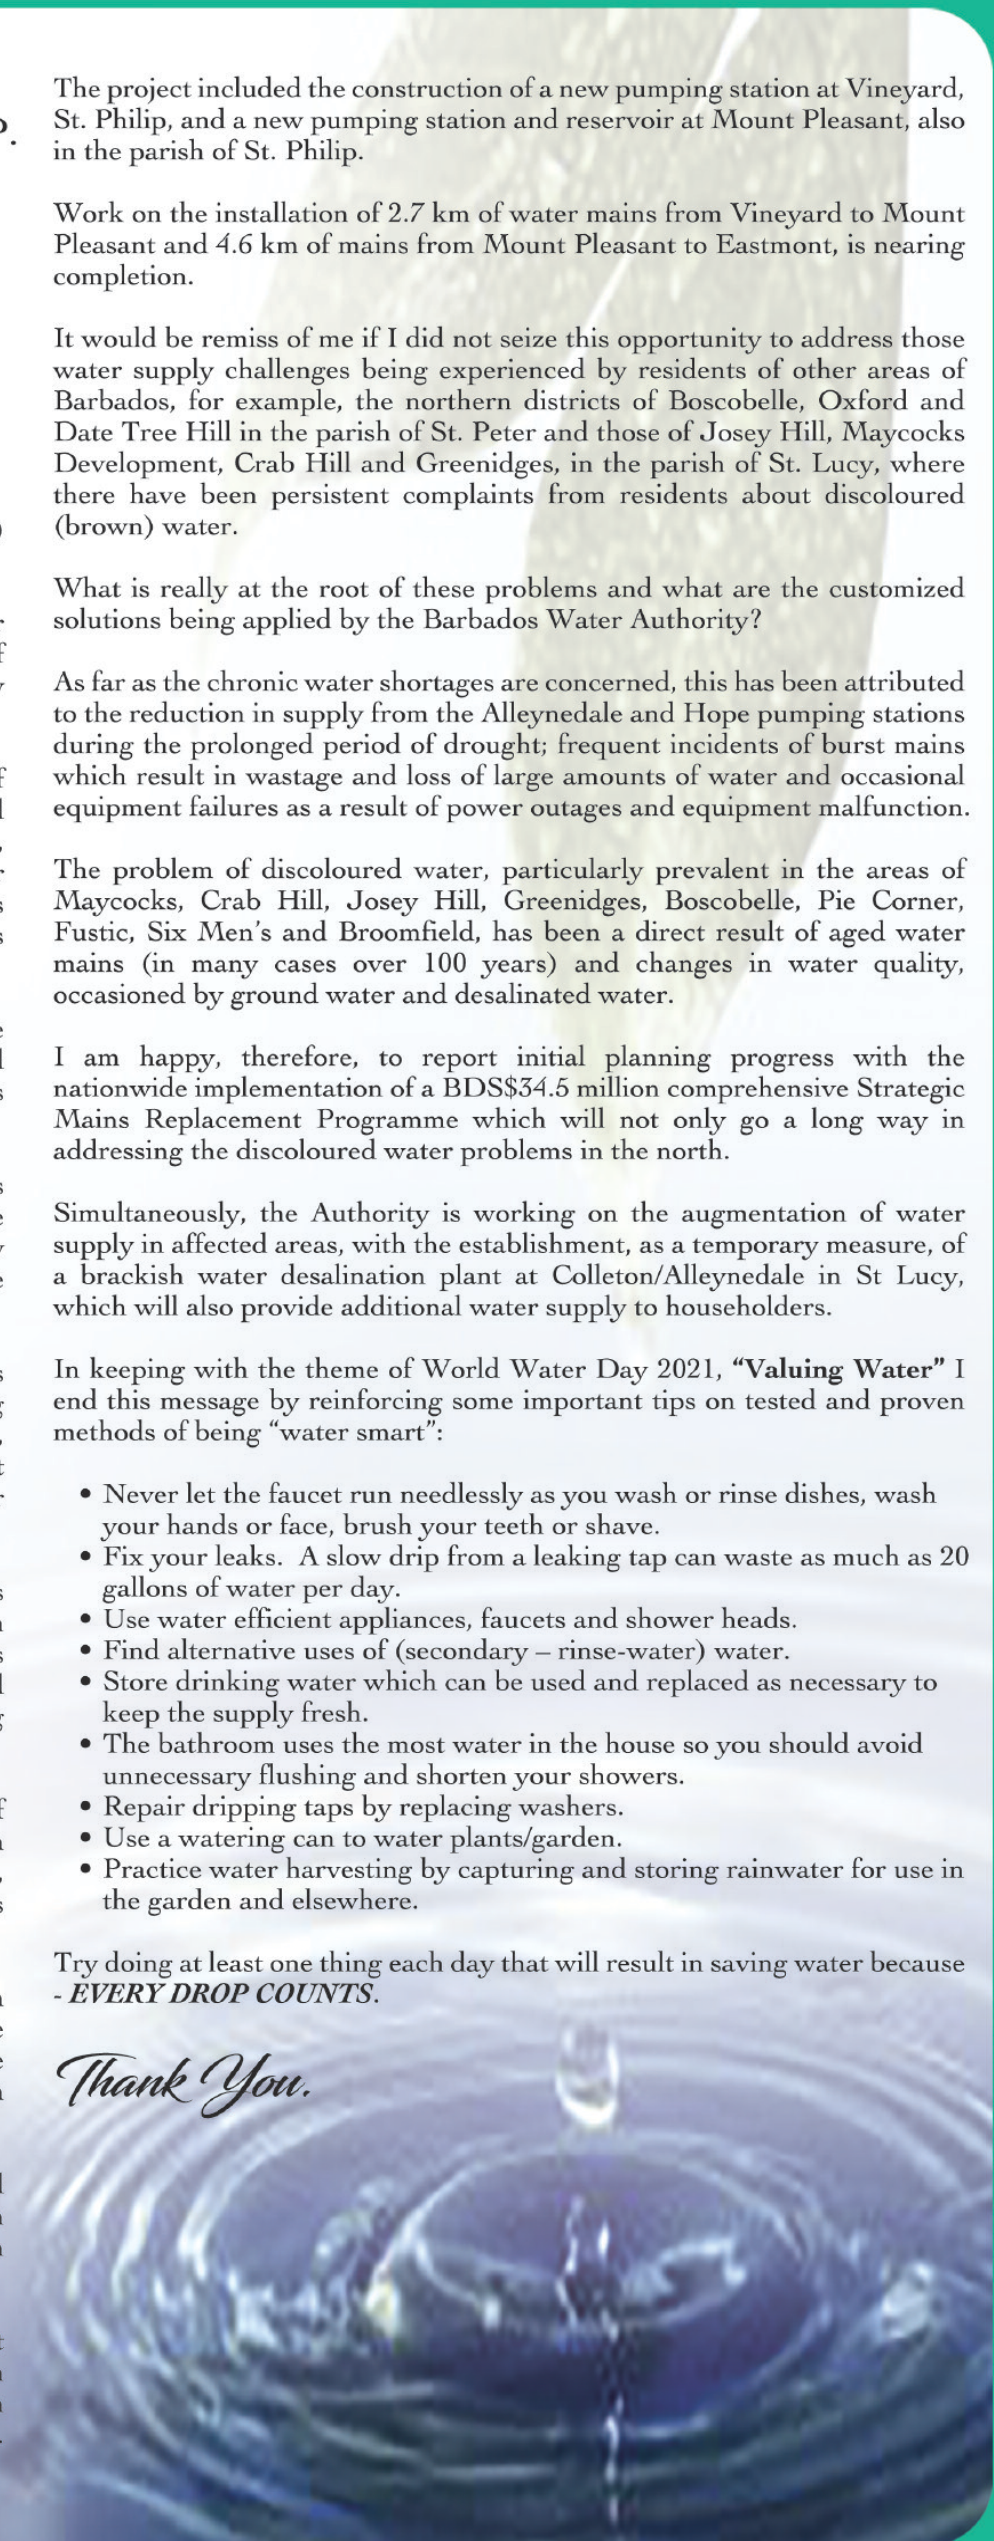 The project included the construction of a new pumping station at Vineyard,
St. Philip, and a new pumping station and reservoir at Mount Pleasant, also
in the parish of St. Philip.
Work on the installation of 2.7 km of water mains from Vineyard to Mount
Pleasant and 4.6 km of mains from Mount Pleasant to Eastmont, is nearing
completion.
It would be remiss of me if I did not seize this opportunity to address those
water supply challenges being experienced by residents of other areas of
Barbados, for example, the northern districts of Boscobelle, Oxford and
Date Tree Hill in the parish of St. Peter and those of Josey Hill, Maycocks
Development, Crab Hill and Greenidges, in the parish of St. Lucy, where
there have been persistent complaints from residents about discoloured
(brown) water.
What is really at the root of these problems and what are the customized
solutions being applied by the Barbados Water Authority?
As far as the chronic water shortages are concerned, this has been attributed
to the reduction in supply from the Alleynedale and Hope pumping stations
during the prolonged period of drought; frequent incidents of burst mains
which result in wastage and loss of large amounts of water and occasional
equipment failures as a result of power outages and equipment malfunction.
The problem of discoloured water, particularly prevalent in the areas of
Maycocks, Crab Hill, Josey Hill, Greenidges, Boscobelle, Pie Corner,
Fustic, Six Men's and Broomfield, has been a direct result of aged water
mains (in many cases over 100 years) and changes in water quality,
occasioned by ground water and desalinated water.
I am happy, therefore, to report initial planning progress with the
nationwide implementation of a BDS$34.5 million comprehensive Strategic
Mains Replacement Programme which will not only go a long way in
addressing the discoloured water problems in the north.
Simultaneously, the Authority is working on the augmentation of water
supply in affected areas, with the establishment, as a temporary measure, of
a brackish water desalination plant at Colleton/Alleynedale in St Lucy,
which will also provide additional water supply to householders.
In keeping with the theme of World Water Day 2021, “Valuing Water” I
end this message by reinforcing some important tips on tested and proven
methods of being “water smart”:
• Never let the faucet run needlessly as you wash or rinse dishes, wash
your hands or face, brush your teeth or shave.
• Fix your leaks. A slow drip from a leaking tap can waste as much as 20
gallons of water per day.
• Use water efficient appliances, faucets and shower heads.
• Find alternative uses of (secondary – rinse-water) water.
• Store drinking water which can be used and replaced as necessary to
keep the supply fresh.
• The bathroom uses the most water in the house so you should avoid
unnecessary flushing and shorten your showers.
• Repair dripping taps by replacing washers.
• Use a watering can to water plants/garden.
• Practice water harvesting by capturing and storing rainwater for use in
the garden and elsewhere.
Try doing at least one thing each day that will result in saving water because
- EVERY DROP COUNTS.
Thank You.